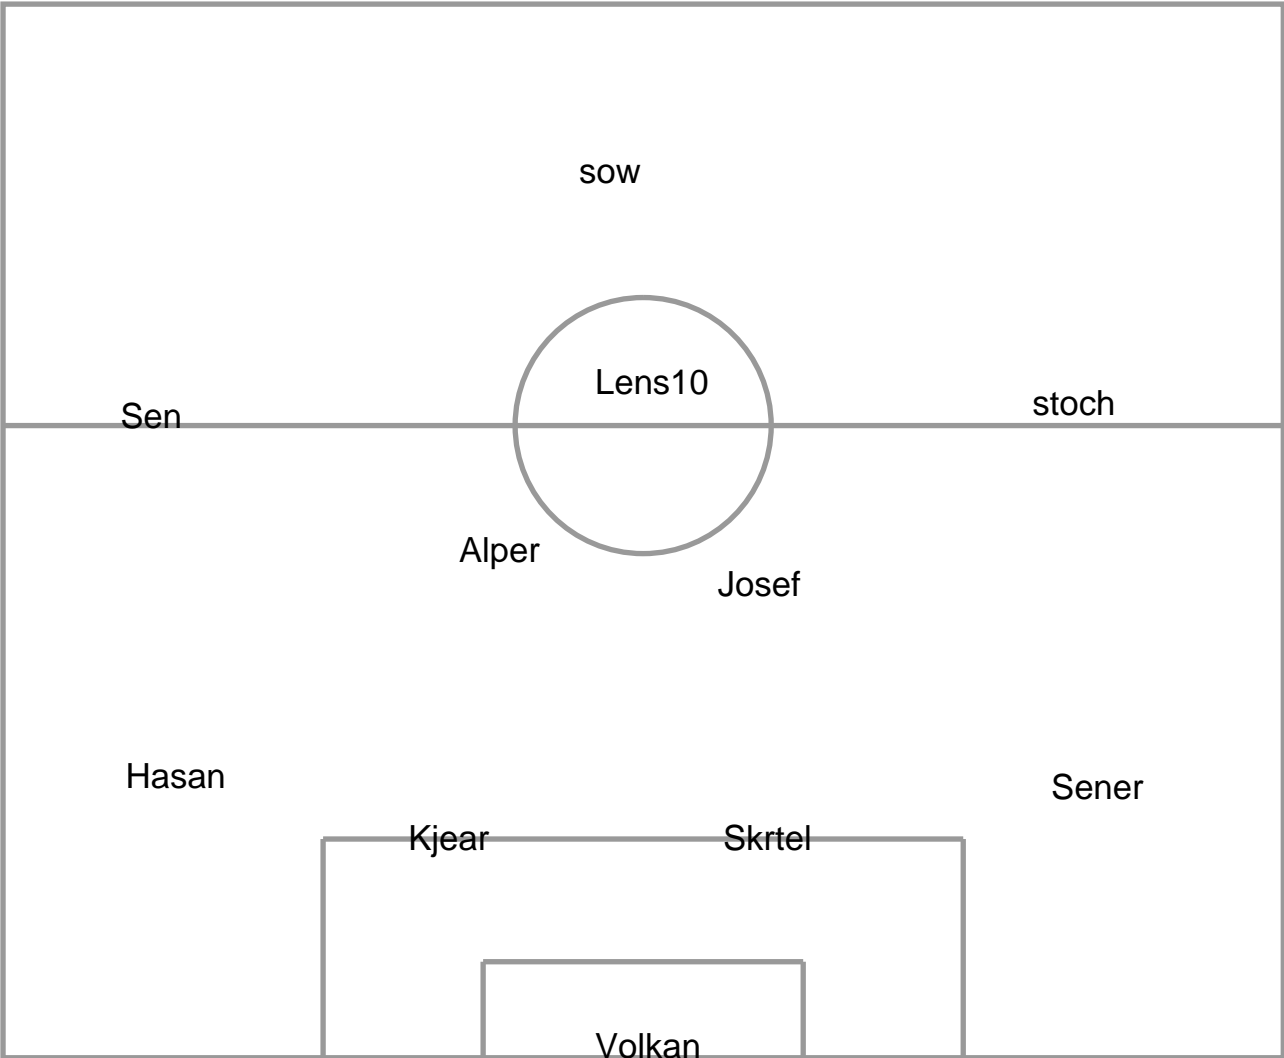 sow
Lens10
Sen
stoch
Alper
Josef
Hasan
Sener
Kjear
Skrtel
Volkan